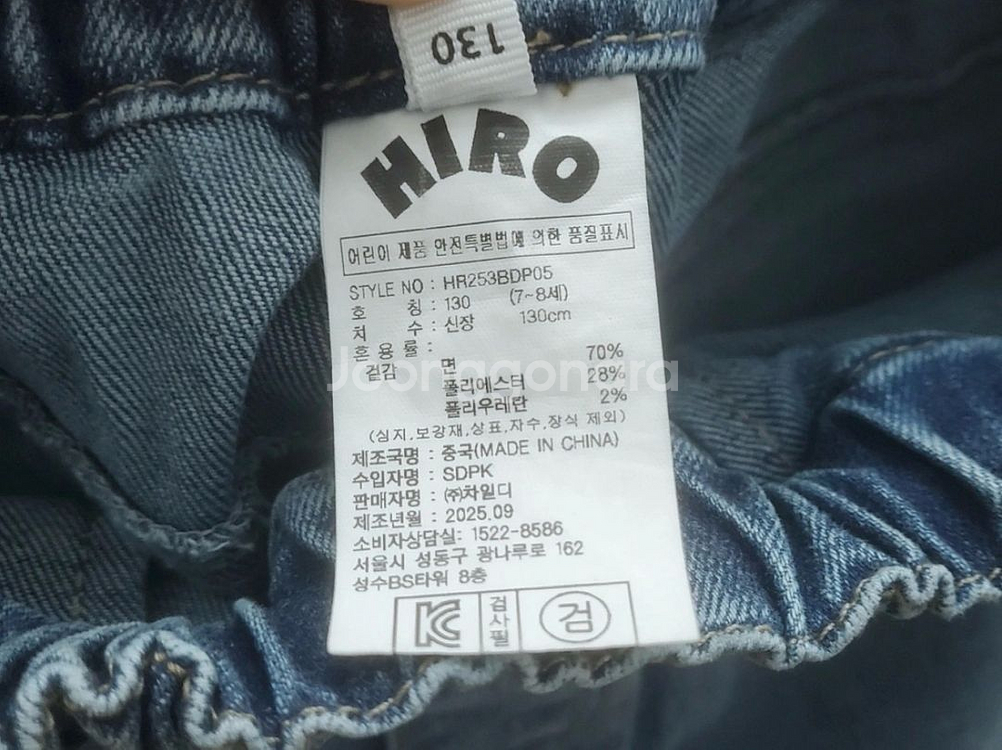 130
HIRO
어린이 제품 안전특별법에 의한 품질표시
STYLE NO : HR253BDP05
호 칭 : 130 (7~8세)
처 수 : 신장 130cm
혼 용 률 :
겉감 면 70%
폴리에스터 28%
폴리우레탄 2%
(심지,보강재,상표,자수,장식 제외)
제조국명 : 중국(MADE IN CHINA)
수입자명 : SDPK
판매자명 : ㈜차일디
제조년월 : 2025.09
소비자상담실: 1522-8586
서울시 성동구 광나루로 162
성수BS타워 8층
KC 검사필 검
Joonggonara